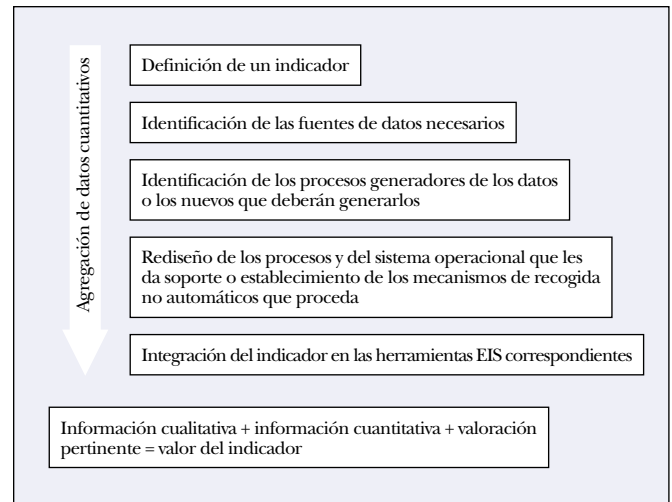 Agregación de datos cuantitativos
Definición de un indicador
Identificación de las fuentes de datos necesarios
Identificación de los procesos generadores de los datos
o los nuevos que deberán generarlos
Rediseño de los procesos y del sistema operacional que les
da soporte o establecimiento de los mecanismos de recogida
no automáticos que proceda
Integración del indicador en las herramientas EIS correspondientes
Información cualitativa + información cuantitativa + valoración
pertinente = valor del indicador